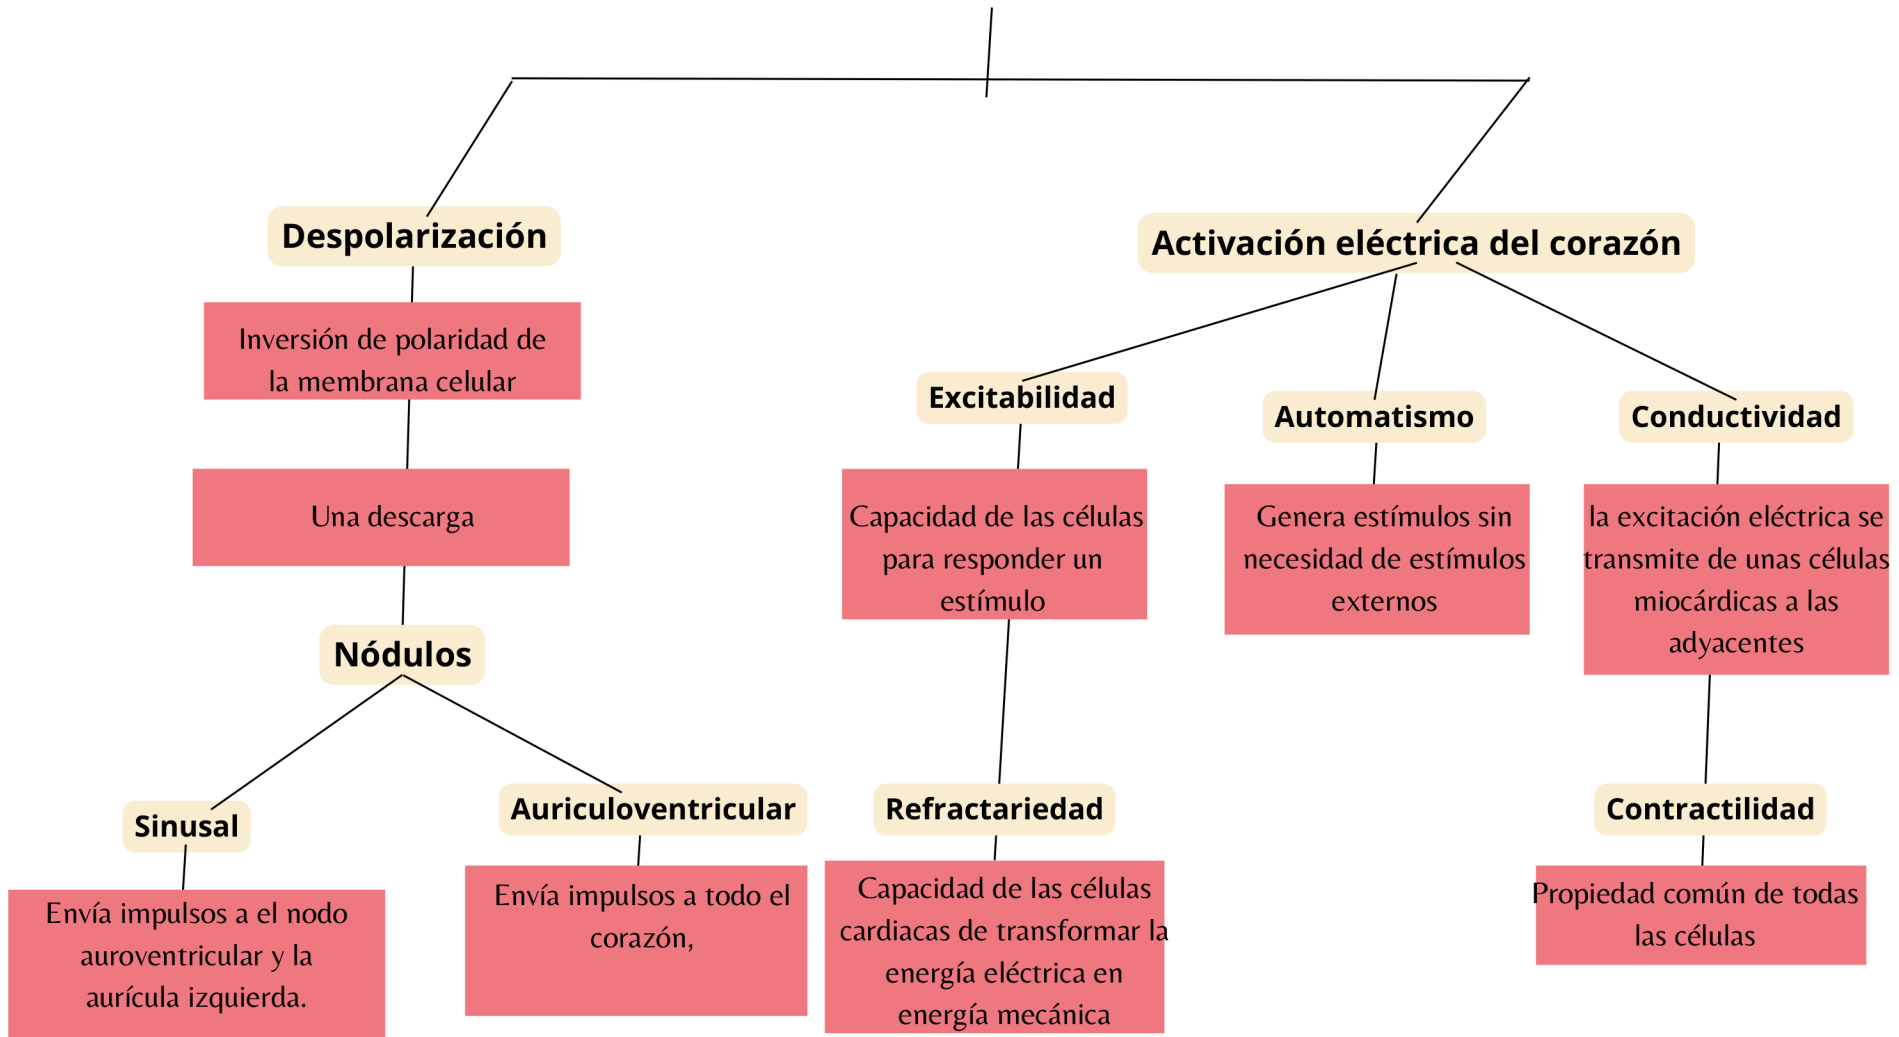 Despolarización
Inversión de polaridad de
la membrana celular
Una descarga
Nódulos
Sinusal
Envía impulsos a el nodo
auroventricular y la
aurícula izquierda.
Auriculoventricular
Envía impulsos a todo el
corazón,
Activación eléctrica del corazón
Excitabilidad
Capacidad de las células
para responder un
estímulo
Refractariedad
Capacidad de las células
cardiacas de transformar la
energía eléctrica en
energía mecánica
Automatismo
Genera estímulos sin
necesidad de estímulos
externos
Conductividad
la excitación eléctrica se
transmite de unas células
miocárdicas a las
adyacentes
Contractilidad
Propiedad común de todas
las células